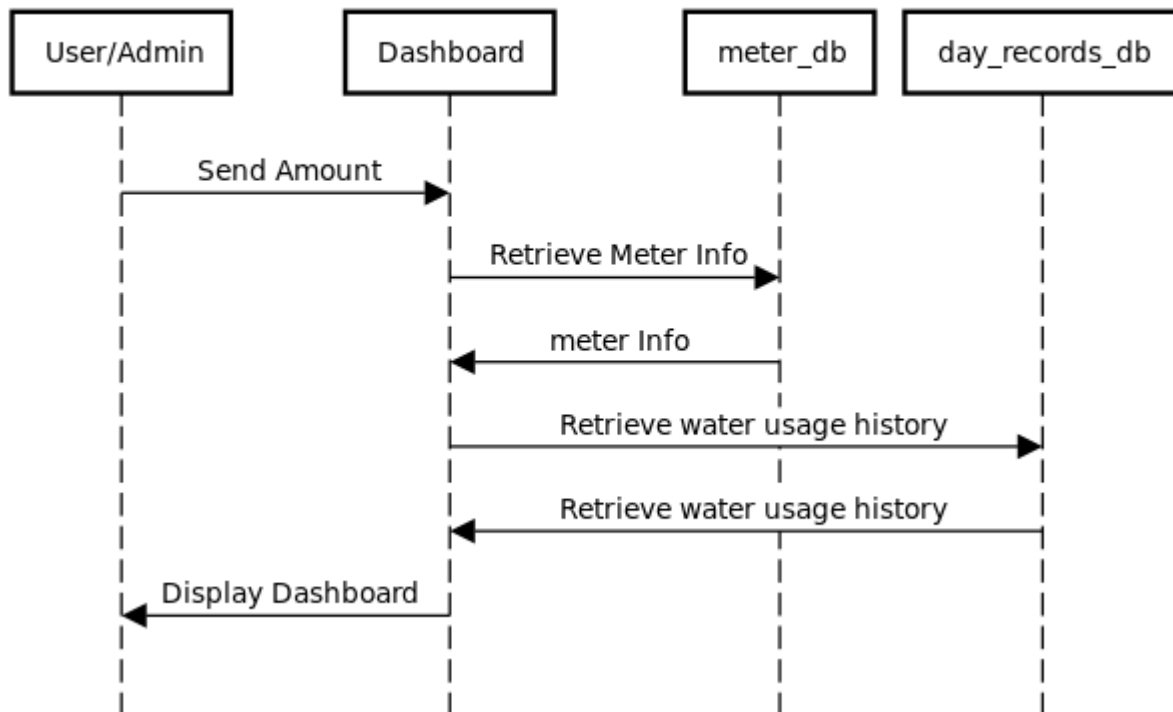 User/Admin
Dashboard
meter_db
day_records_db
Send Amount
Retrieve Meter Info
meter Info
Retrieve water usage history
Retrieve water usage history
Display Dashboard